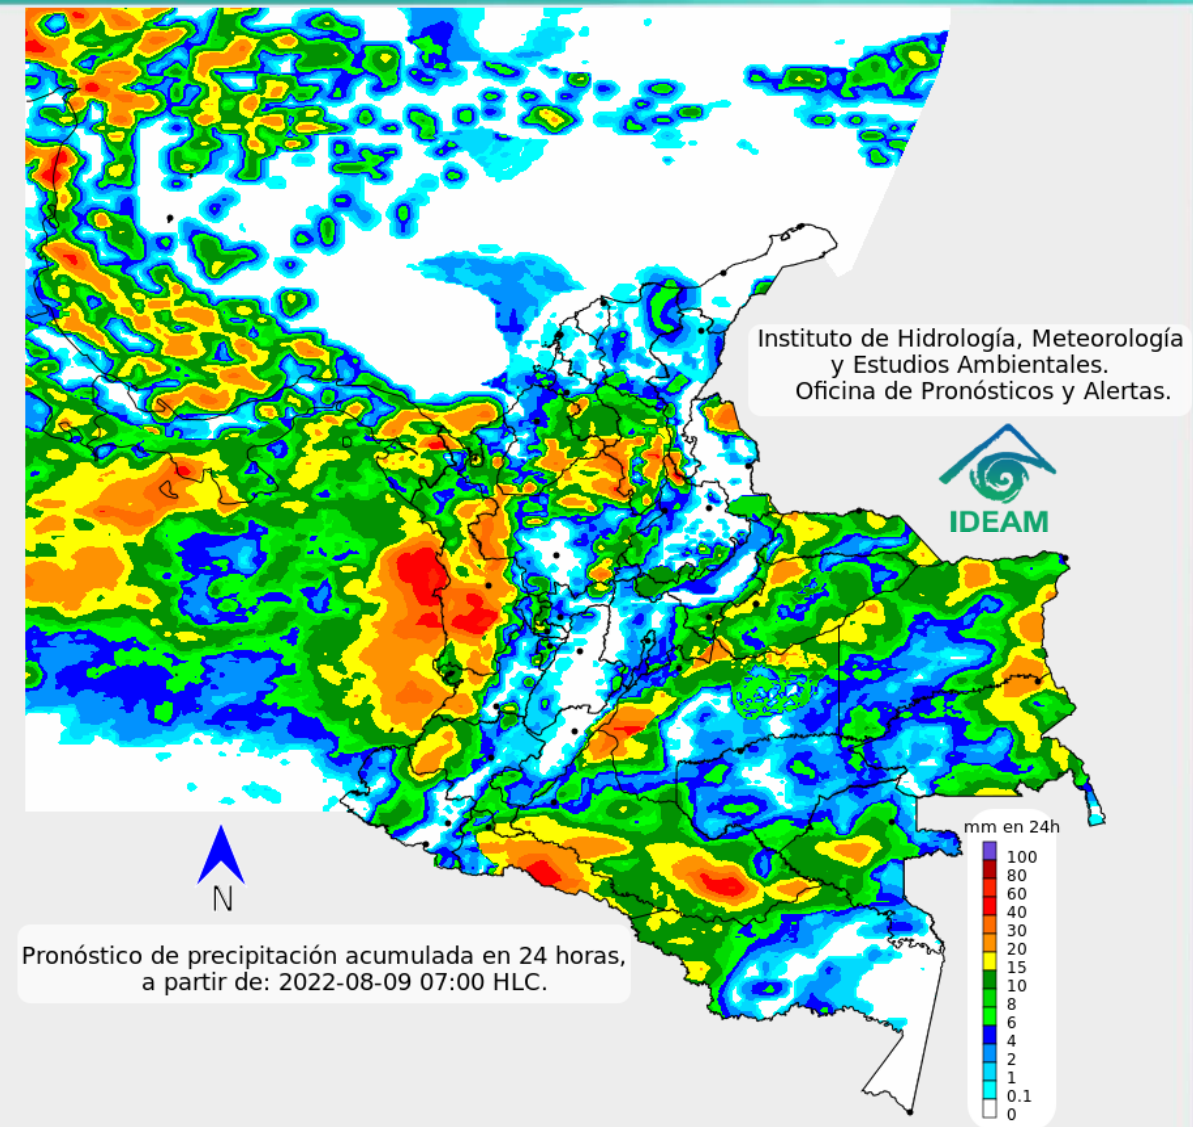 Instituto de Hidrología, Meteorología
y Estudios Ambientales.
Oficina de Pronósticos y Alertas.
IDEAM
mm en 24h
100
80
60
40
30
20
15
10
8
6
4
2
1
0.1
0
N
Pronóstico de precipitación acumulada en 24 horas,
a partir de: 2022-08-09 07:00 HLC.